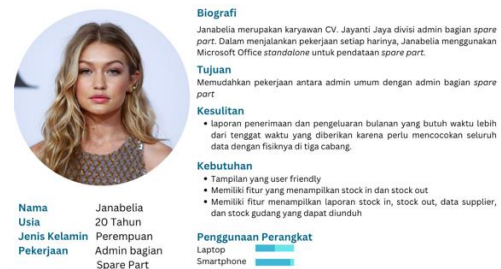 Biografi
Janabelia merupakan karyawan CV. Jayanti Jaya divisi admin bagian spare
part. Dalam menjalankan pekerjaan setiap harinya, Janabelia menggunakan
Microsoft Office standalone untuk pendataan spare part.
Tujuan
Memudahkan pekerjaan antara admin umum dengan admin bagian spare
part
Kesulitan
• laporan penerimaan dan pengeluaran bulanan yang butuh waktu lebih
dari tenggat waktu yang diberikan karena perlu mencocokan seluruh
data dengan fisiknya di tiga cabang.
Kebutuhan
• Tampilan yang user friendly
• Memiliki fitur yang menampilkan stock in dan stock out
• Memiliki fitur menampilkan laporan stock in, stock out, data supplier,
dan stock gudang yang dapat diunduh
Nama Janabelia
Usia 20 Tahun
Jenis Kelamin Perempuan
Pekerjaan Admin bagian
Spare Part
Penggunaan Perangkat
Laptop
Smartphone